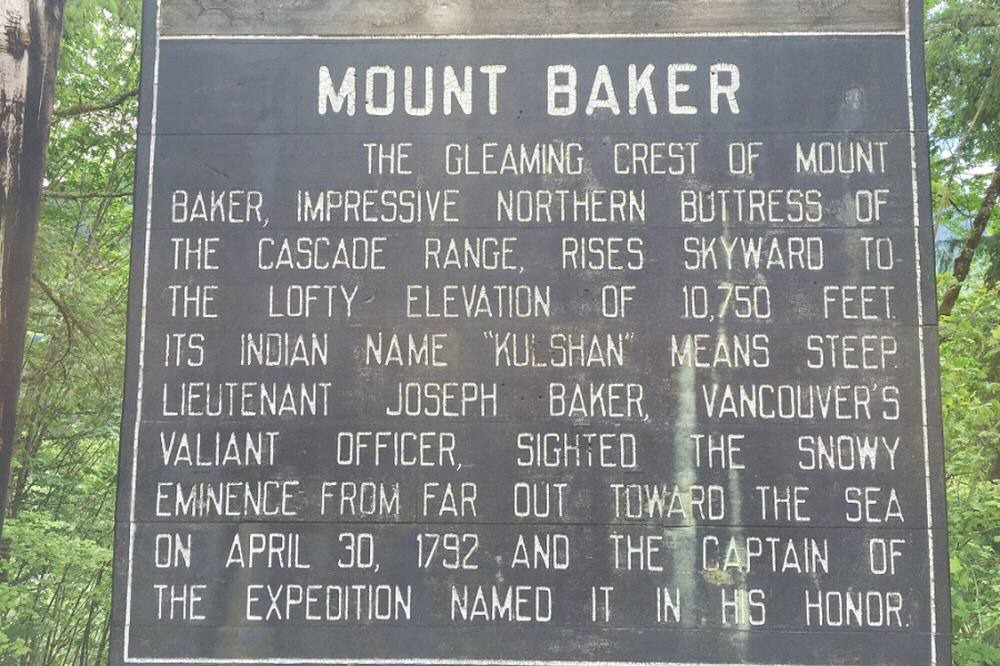 MOUNT BAKER
THE GLEAMING CREST OF MOUNT
BAKER, IMPRESSIVE NORTHERN BUTTRESS OF
THE CASCADE RANGE, RISES SKYWARD TO
THE LOFTY ELEVATION OF 10,750 FEET.
ITS INDIAN NAME "KULSHAN" MEANS STEEP.
LIEUTENANT JOSEPH BAKER, VANCOUVER'S
VALIANT OFFICER, SIGHTED THE SNOWY
EMINENCE FROM FAR OUT TOWARD THE SEA
ON APRIL 30, 1792 AND THE CAPTAIN OF
THE EXPEDITION NAMED IT IN HIS HONOR.